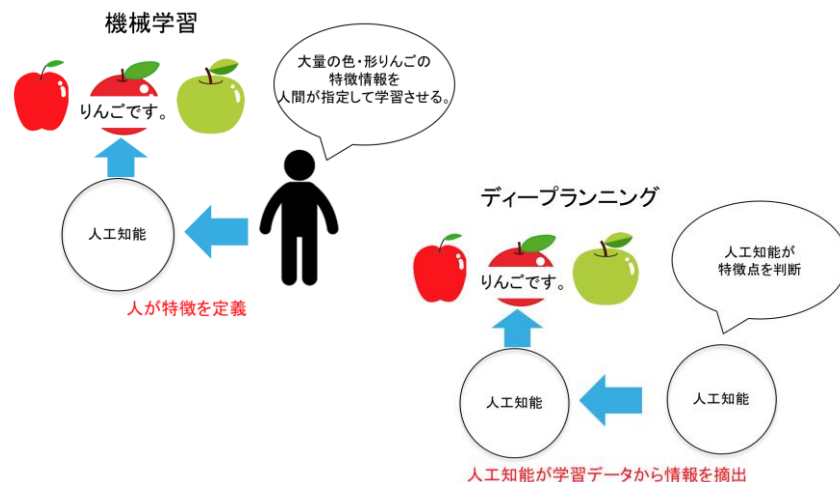 機械学習
大量の色・形りんごの
特徴情報を
人間が指定して学習させる。
りんごです。
人工知能
人が特徴を定義
ディープランニング
人工知能が
特徴点を判断
りんごです。
人工知能
人工知能
人工知能が学習データから情報を摘出